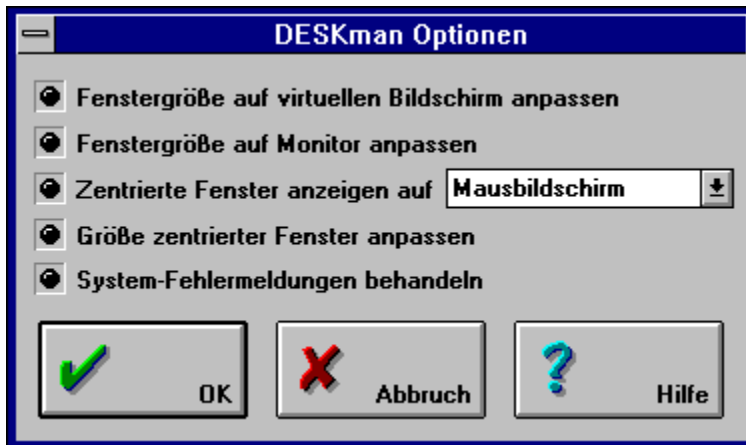 DESKman Optionen
Fenstergröße auf virtuellen Bildschirm anpassen
Fenstergröße auf Monitor anpassen
Zentrierte Fenster anzeigen auf Mausbildschirm
Größe zentrierter Fenster anpassen
System-Fehlermeldungen behandeln
OK Abbruch Hilfe